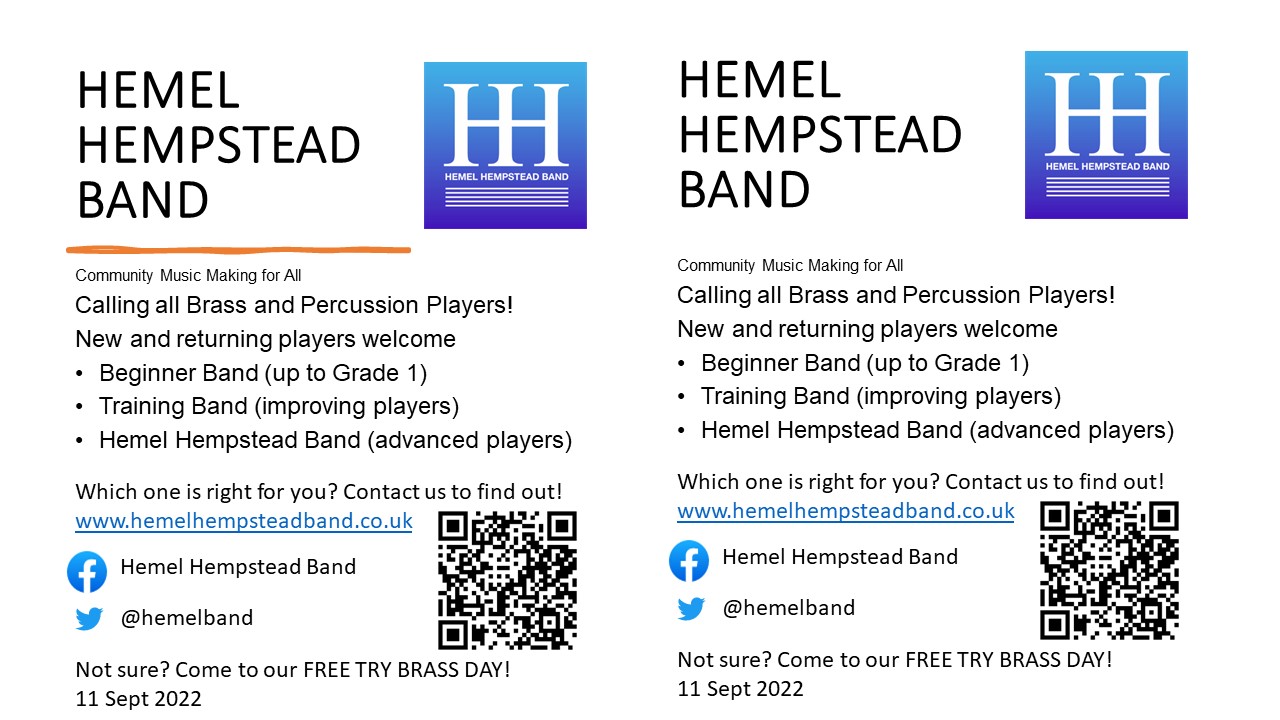 HEMEL
HEMPSTEAD
BAND
HH
HEMEL HEMPSTEAD BAND
Community Music Making for All
Calling all Brass and Percussion Players!
New and returning players welcome
• Beginner Band (up to Grade 1)
• Training Band (improving players)
• Hemel Hempstead Band (advanced players)
Which one is right for you? Contact us to find out!
www.hemelhempsteadband.co.uk
Hemel Hempstead Band
@hemelband
Not sure? Come to our FREE TRY BRASS DAY!
11 Sept 2022
HEMEL
HEMPSTEAD
BAND
HH
HEMEL HEMPSTEAD BAND
Community Music Making for All
Calling all Brass and Percussion Players!
New and returning players welcome
• Beginner Band (up to Grade 1)
• Training Band (improving players)
• Hemel Hempstead Band (advanced players)
Which one is right for you? Contact us to find out!
www.hemelhempsteadband.co.uk
Hemel Hempstead Band
@hemelband
Not sure? Come to our FREE TRY BRASS DAY!
11 Sept 2022